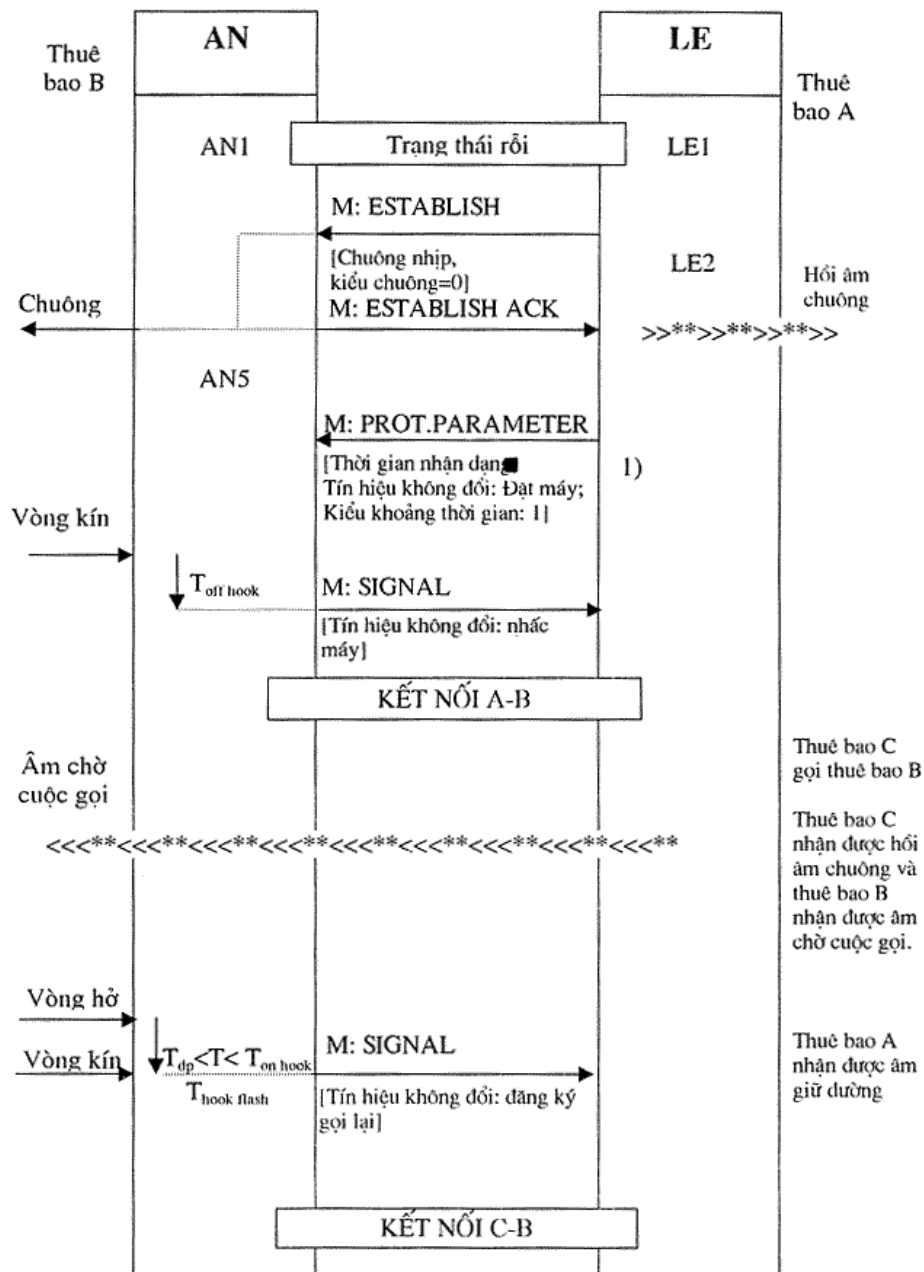 AN
LE
Thuê
bao B
Thuê
bao A
AN1
Trạng thái rỗi
LE1
M: ESTABLISH
[Chuông nhịp,
kiểu chuông=0]
LE2
Hồi âm
chuông
Chuông
M: ESTABLISH ACK
>>**>>**>>**>>
AN5
M: PROT.PARAMETER
[Thời gian nhận dạng
Tín hiệu không đổi: Đặt máy;
Kiểu khoảng thời gian: 1]
1)
Vòng kín
T off hook
M: SIGNAL
[Tín hiệu không đổi: nhấc
máy]
KẾT NỐI A-B
Thuê bao C
gọi thuê bao B
Âm chờ
cuộc gọi
<<<**<<<**<<<**<<<**<<<**<<<**<<<**<<<**<<<**
Thuê bao C
nhận được hồi
âm chuông và
thuê bao B
nhận được âm
chờ cuộc gọi.
Vòng hở
Vòng kín
T dp<T< T on hook
T hook flash
M: SIGNAL
[Tín hiệu không đổi: đăng ký
gọi lại]
Thuê bao A
nhận được âm
giữ đường
KẾT NỐI C-B